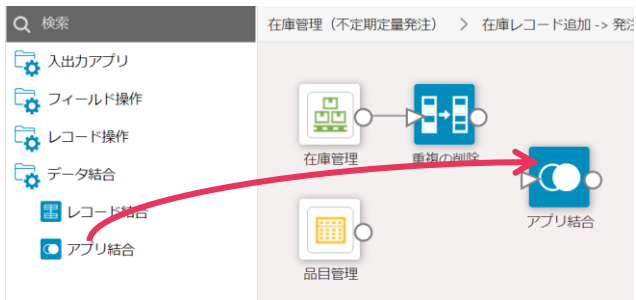 検索
在庫管理（不定期定量発注） > 在庫レコード追加 -> 発注
入出力アプリ
フィールド操作
レコード操作
データ結合
レコード結合
アプリ結合
在庫管理
重複の削除
アプリ結合
品目管理